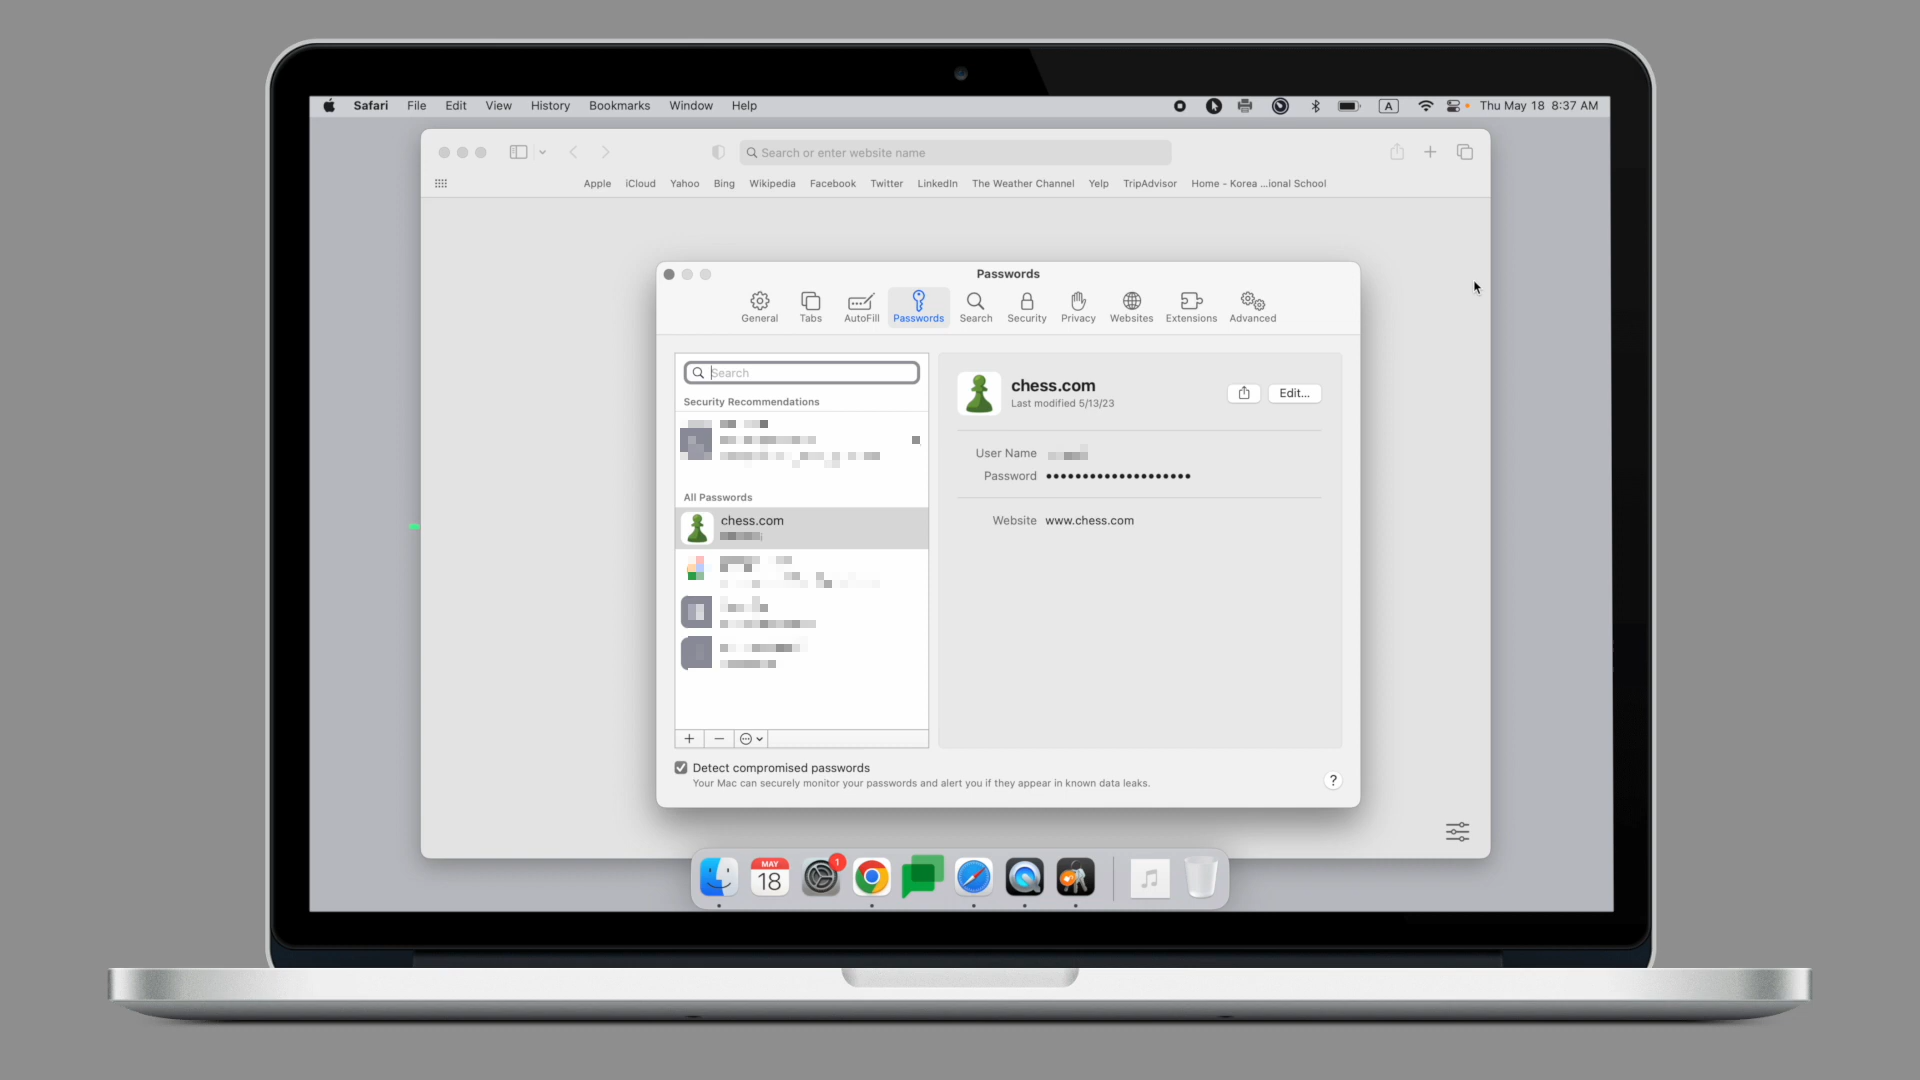 Safari File Edit View History Bookmarks Window Help
A Thu May 18 8:37 AM
Search or enter website name
Apple iCloud Yahoo Bing Wikipedia Facebook Twitter LinkedIn The Weather Channel Yelp TripAdvisor Home - Korea ...ional School
Passwords
General Tabs AutoFill Passwords Search Security Privacy Websites Extensions Advanced
Search
Security Recommendations
All Passwords
chess.com
chess.com
Last modified 5/13/23
Edit...
User Name
Password ••••••••••••••••••••
Website www.chess.com
Detect compromised passwords
Your Mac can securely monitor your passwords and alert you if they appear in known data leaks.
?
MAY
18
1